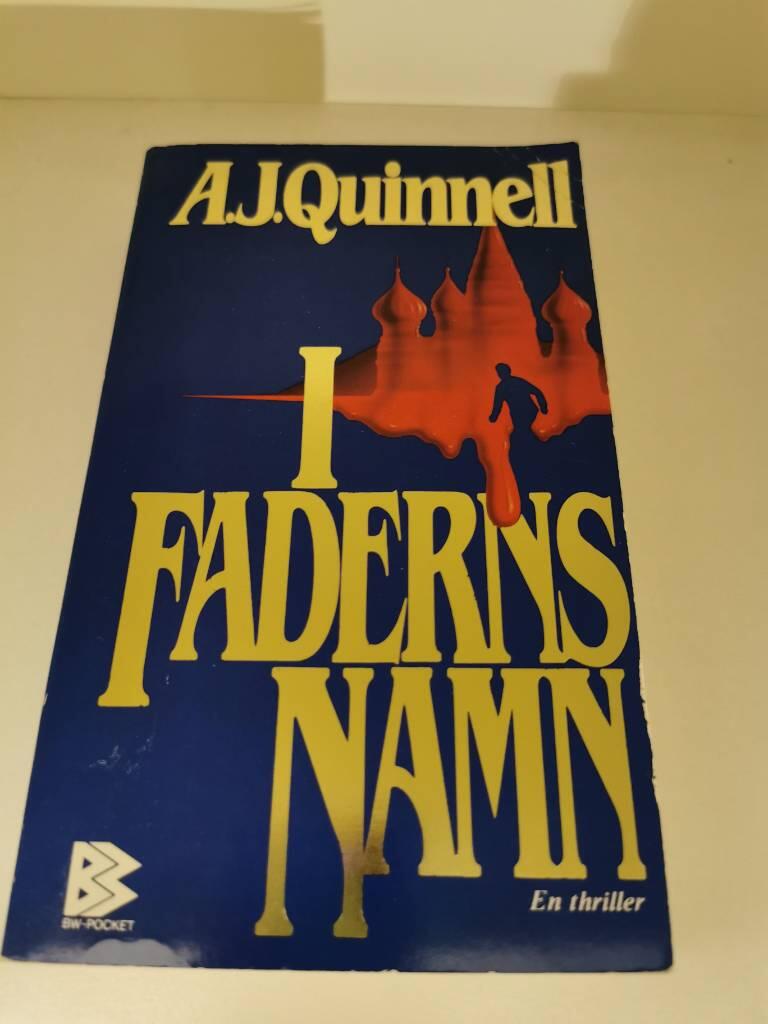 A.J.Quinnell
I
FADERNS
NAMN
En thriller
BW-POCKET